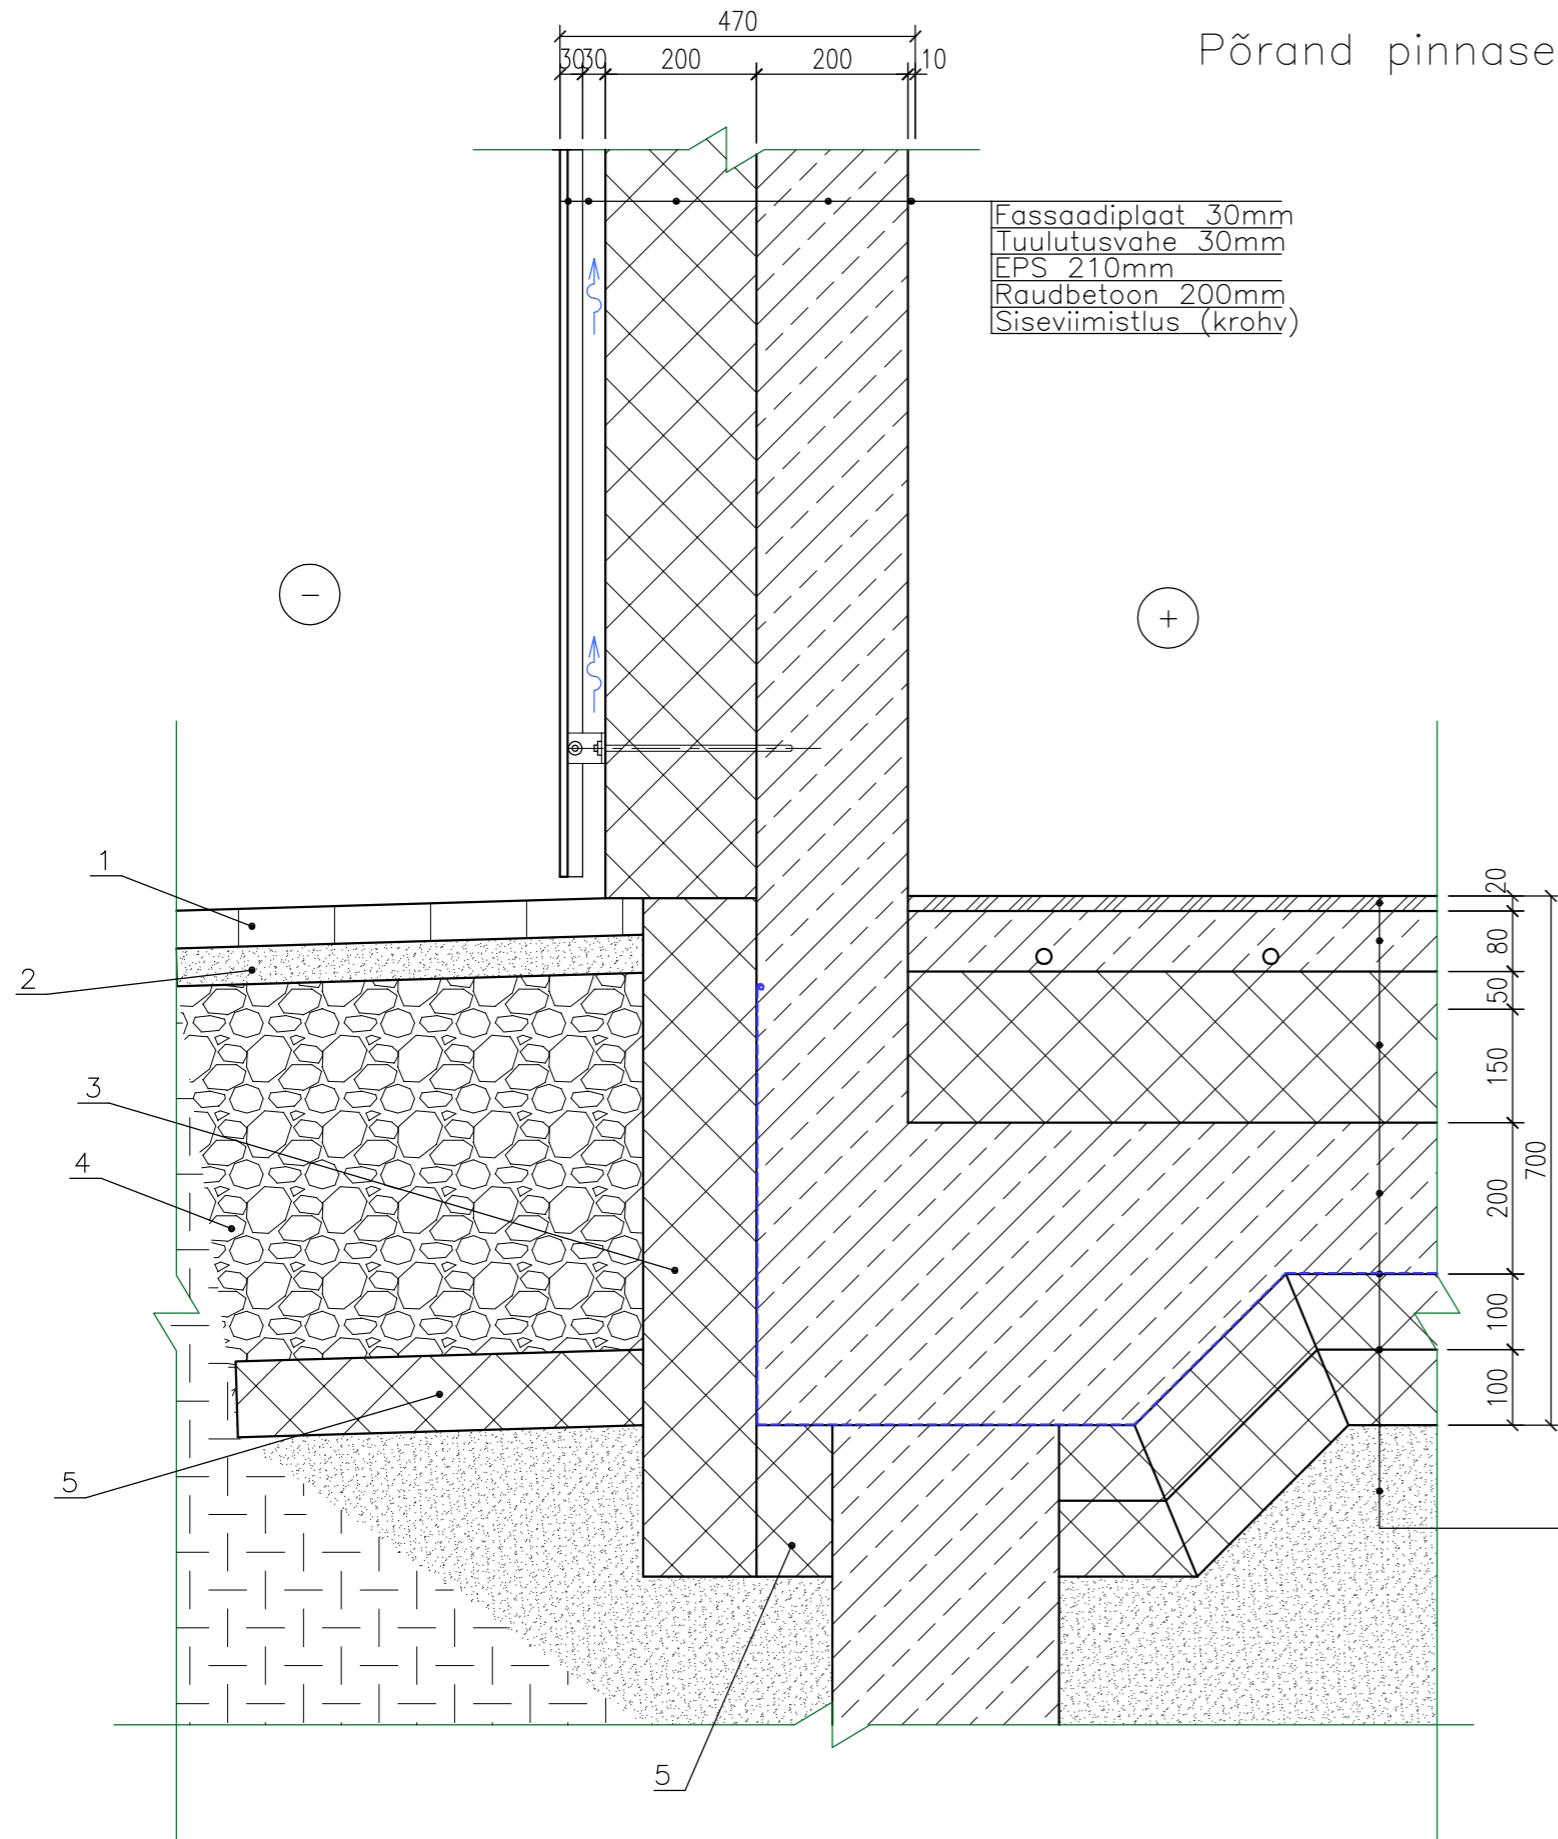 470
Põrand pinnase
30 30 200 200 10
Fassaadiplaat 30mm
Tuulutusvahe 30mm
EPS 210mm
Raudbetoon 200mm
Siseviimistlus (krohv)
-
+
1
2
3
4
5
5
20
80
50
150
200
100
100
700